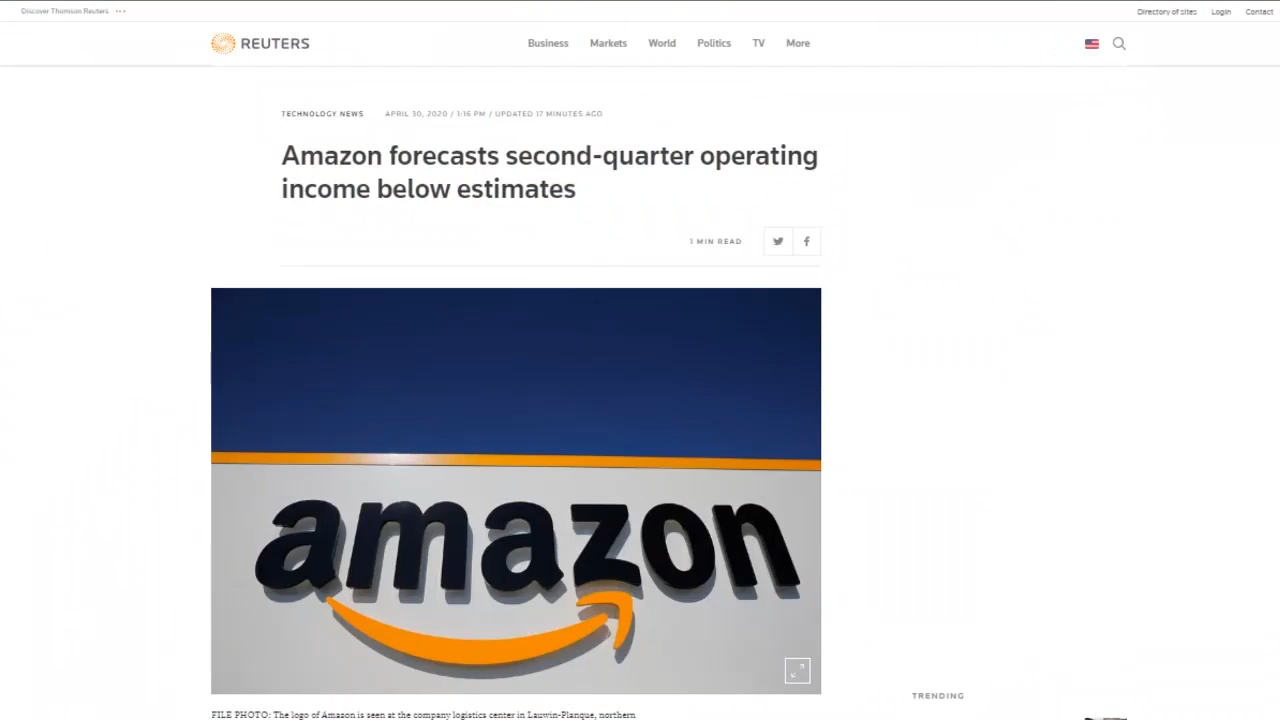 Discover Thomson Reuters
Directory of sites Login Contact
REUTERS Business Markets World Politics TV More
TECHNOLOGY NEWS APRIL 30, 2020 / 1:16 PM / UPDATED 17 MINUTES AGO
Amazon forecasts second-quarter operating
income below estimates
1 MIN READ
amazon
TRENDING
FILE PHOTO: The logo of Amazon is seen at the company logistics center in Lauwin-Planque, northern